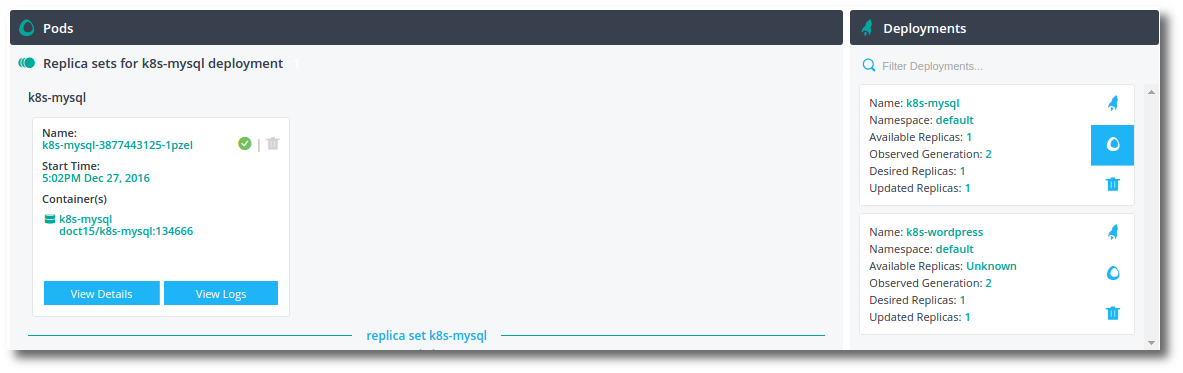 Pods
Replica sets for k8s-mysql deployment
k8s-mysql
Name:
k8s-mysql-3877443125-1pzel
|
Start Time:
5:02PM Dec 27, 2016
Container(s)
k8s-mysql
doct15/k8s-mysql:134666
View Details
View Logs
replica set k8s-mysql
Deployments
Filter Deployments...
Name: k8s-mysql
Namespace: default
Available Replicas: 1
Observed Generation: 2
Desired Replicas: 1
Updated Replicas: 1
Name: k8s-wordpress
Namespace: default
Available Replicas: Unknown
Observed Generation: 2
Desired Replicas: 1
Updated Replicas: 1